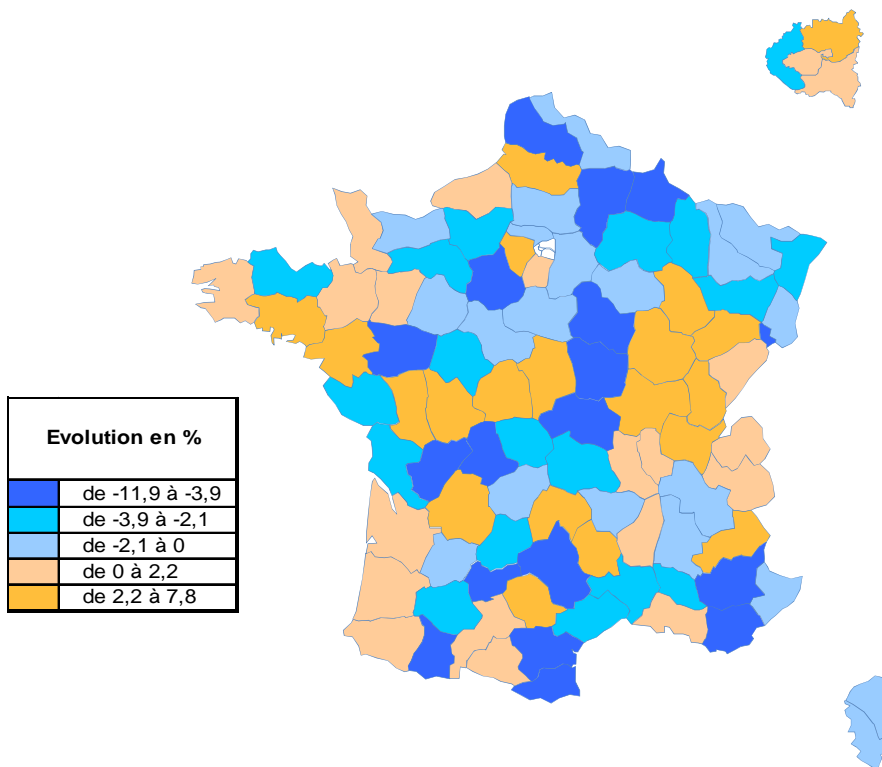 Evolution en %
de -11,9 à -3,9
de -3,9 à -2,1
de -2,1 à 0
de 0 à 2,2
de 2,2 à 7,8